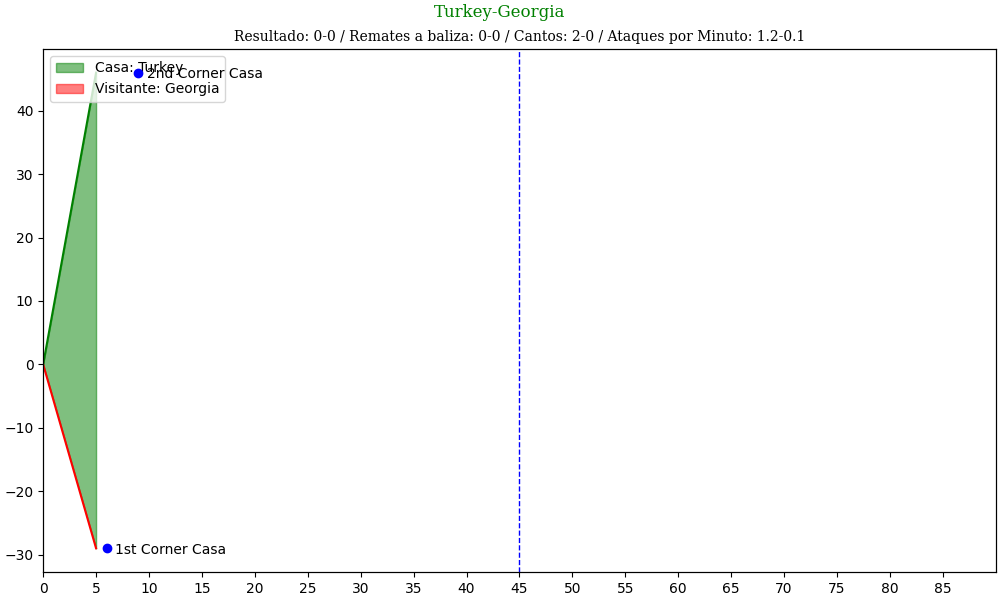 Turkey-Georgia
Resultado: 0-0 / Remates a baliza: 0-0 / Cantos: 2-0 / Ataques por Minuto: 1.2-0.1
Casa: Turkey
2nd Corner Casa
Visitante: Georgia
40
30
20
10
0
−10
−20
−30
1st Corner Casa
0 5 10 15 20 25 30 35 40 45 50 55 60 65 70 75 80 85